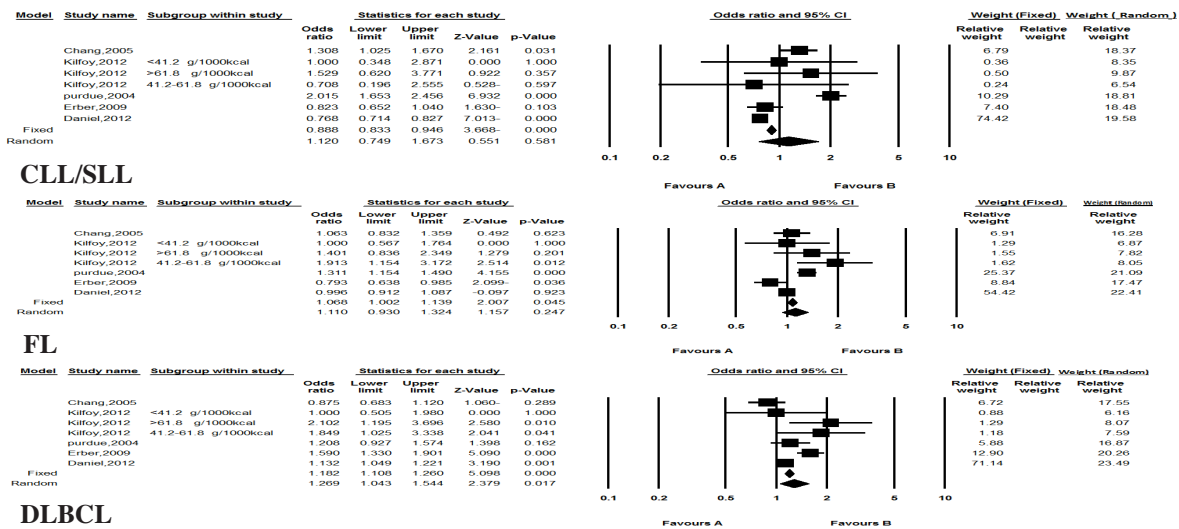 Model Study name Subgroup within study Statistics for each study Odds ratio and 95% CI Weight (Fixed) Weight (_Random_)
Odds ratio Lower limit Upper limit Z-Value p-Value Relative weight Relative weight
Chang,2005 1.308 1.025 1.670 2.161 0.031 6.79 18.37
Kilfoy,2012 <41.2 g/1000kcal 1.000 0.348 2.871 0.000 1.000 0.36 8.35
Kilfoy,2012 >61.8 g/1000kcal 1.529 0.620 3.771 0.922 0.357 0.50 9.87
Kilfoy,2012 41.2-61.8 g/1000kcal 0.708 0.196 2.555 0.528- 0.597 0.24 6.54
purdue,2004 2.015 1.653 2.456 6.932 0.000 10.29 18.81
Erber,2009 0.823 0.652 1.040 1.630- 0.103 7.40 18.48
Daniel,2012 0.768 0.714 0.827 7.013- 0.000 74.42 19.58
Fixed 0.888 0.833 0.946 3.668- 0.000
Random 1.120 0.749 1.673 0.551 0.581
0.1 0.2 0.5 1 2 5 10
Favours A Favours B
CLL/SLL
Model Study name Subgroup within study Statistics for each study Odds ratio and 95% CI Weight (Fixed) Weight (Random)
Odds ratio Lower limit Upper limit Z-Value p-Value Relative weight Relative weight
Chang,2005 1.063 0.832 1.359 0.492 0.623 6.91 16.28
Kilfoy,2012 <41.2 g/1000kcal 1.000 0.567 1.764 0.000 1.000 1.29 6.87
Kilfoy,2012 >61.8 g/1000kcal 1.401 0.836 2.349 1.279 0.201 1.55 7.82
Kilfoy,2012 41.2-61.8 g/1000kcal 1.913 1.154 3.172 2.514 0.012 1.62 8.05
purdue,2004 1.311 1.154 1.490 4.155 0.000 25.37 21.09
Erber,2009 0.793 0.638 0.985 2.099- 0.036 8.84 17.47
Daniel,2012 0.996 0.912 1.087 -0.097 0.923 54.42 22.41
Fixed 1.068 1.002 1.139 2.007 0.045
Random 1.110 0.930 1.324 1.157 0.247
0.1 0.2 0.5 1 2 5 10
Favours A Favours B
FL
Model Study name Subgroup within study Statistics for each study Odds ratio and 95% CI Weight (Fixed) Weight (Random)
Odds ratio Lower limit Upper limit Z-Value p-Value Relative weight Relative weight
Chang,2005 0.875 0.683 1.120 1.060- 0.289 6.72 17.55
Kilfoy,2012 <41.2 g/1000kcal 1.000 0.505 1.980 0.000 1.000 0.88 6.16
Kilfoy,2012 >61.8 g/1000kcal 2.102 1.195 3.696 2.580 0.010 1.29 8.07
Kilfoy,2012 41.2-61.8 g/1000kcal 1.849 1.025 3.338 2.041 0.041 1.18 7.59
purdue,2004 1.208 0.927 1.574 1.398 0.162 5.88 16.87
Erber,2009 1.590 1.330 1.901 5.090 0.000 12.90 20.26
Daniel,2012 1.132 1.049 1.221 3.190 0.001 71.14 23.49
Fixed 1.182 1.108 1.260 5.098 0.000
Random 1.269 1.043 1.544 2.379 0.017
0.1 0.2 0.5 1 2 5 10
Favours A Favours B
DLBCL